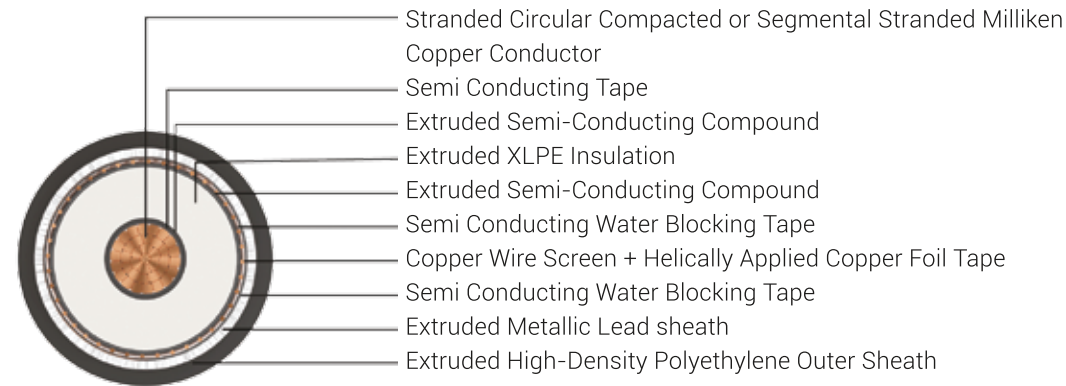 Stranded Circular Compacted or Segmental Stranded Milliken
Copper Conductor
Semi Conducting Tape
Extruded Semi-Conducting Compound
Extruded XLPE Insulation
Extruded Semi-Conducting Compound
Semi Conducting Water Blocking Tape
Copper Wire Screen + Helically Applied Copper Foil Tape
Semi Conducting Water Blocking Tape
Extruded Metallic Lead sheath
Extruded High-Density Polyethylene Outer Sheath